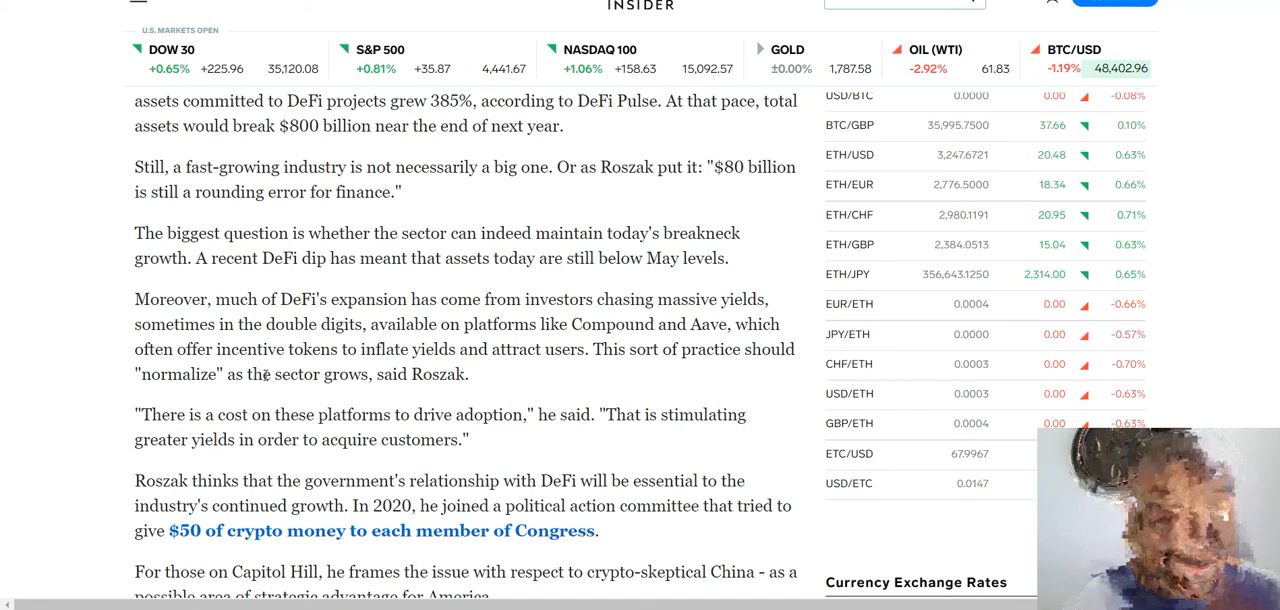 INSIDER
U.S. MARKETS OPEN
DOW 30
+0.65% +225.96 35,120.08
S&P 500
+0.81% +35.87 4,441.67
NASDAQ 100
+1.06% +158.63 15,092.57
GOLD
±0.00% 1,787.58
OIL (WTI)
-2.92% 61.83
BTC/USD
-1.19% 48,402.96
assets committed to DeFi projects grew 385%, according to DeFi Pulse. At that pace, total
assets would break $800 billion near the end of next year.
Still, a fast-growing industry is not necessarily a big one. Or as Roszak put it: "$80 billion
is still a rounding error for finance."
The biggest question is whether the sector can indeed maintain today's breakneck
growth. A recent DeFi dip has meant that assets today are still below May levels.
Moreover, much of DeFi's expansion has come from investors chasing massive yields,
sometimes in the double digits, available on platforms like Compound and Aave, which
often offer incentive tokens to inflate yields and attract users. This sort of practice should
"normalize" as the sector grows, said Roszak.
"There is a cost on these platforms to drive adoption," he said. "That is stimulating
greater yields in order to acquire customers."
Roszak thinks that the government's relationship with DeFi will be essential to the
industry's continued growth. In 2020, he joined a political action committee that tried to
give $50 of crypto money to each member of Congress.
For those on Capitol Hill, he frames the issue with respect to crypto-skeptical China - as a
possible area of strategic advantage for America.
USD/BTC 0.0000 0.00 -0.08%
BTC/GBP 35,995.7500 37.66 0.10%
ETH/USD 3,247.6721 20.48 0.63%
ETH/EUR 2,776.5000 18.34 0.66%
ETH/CHF 2,980.1191 20.95 0.71%
ETH/GBP 2,384.0513 15.04 0.63%
ETH/JPY 356,643.1250 2,314.00 0.65%
EUR/ETH 0.0004 0.00 -0.66%
JPY/ETH 0.0000 0.00 -0.57%
CHF/ETH 0.0003 0.00 -0.70%
USD/ETH 0.0003 0.00 -0.63%
GBP/ETH 0.0004 0.00 -0.63%
ETC/USD 67.9967
USD/ETC 0.0147
Currency Exchange Rates